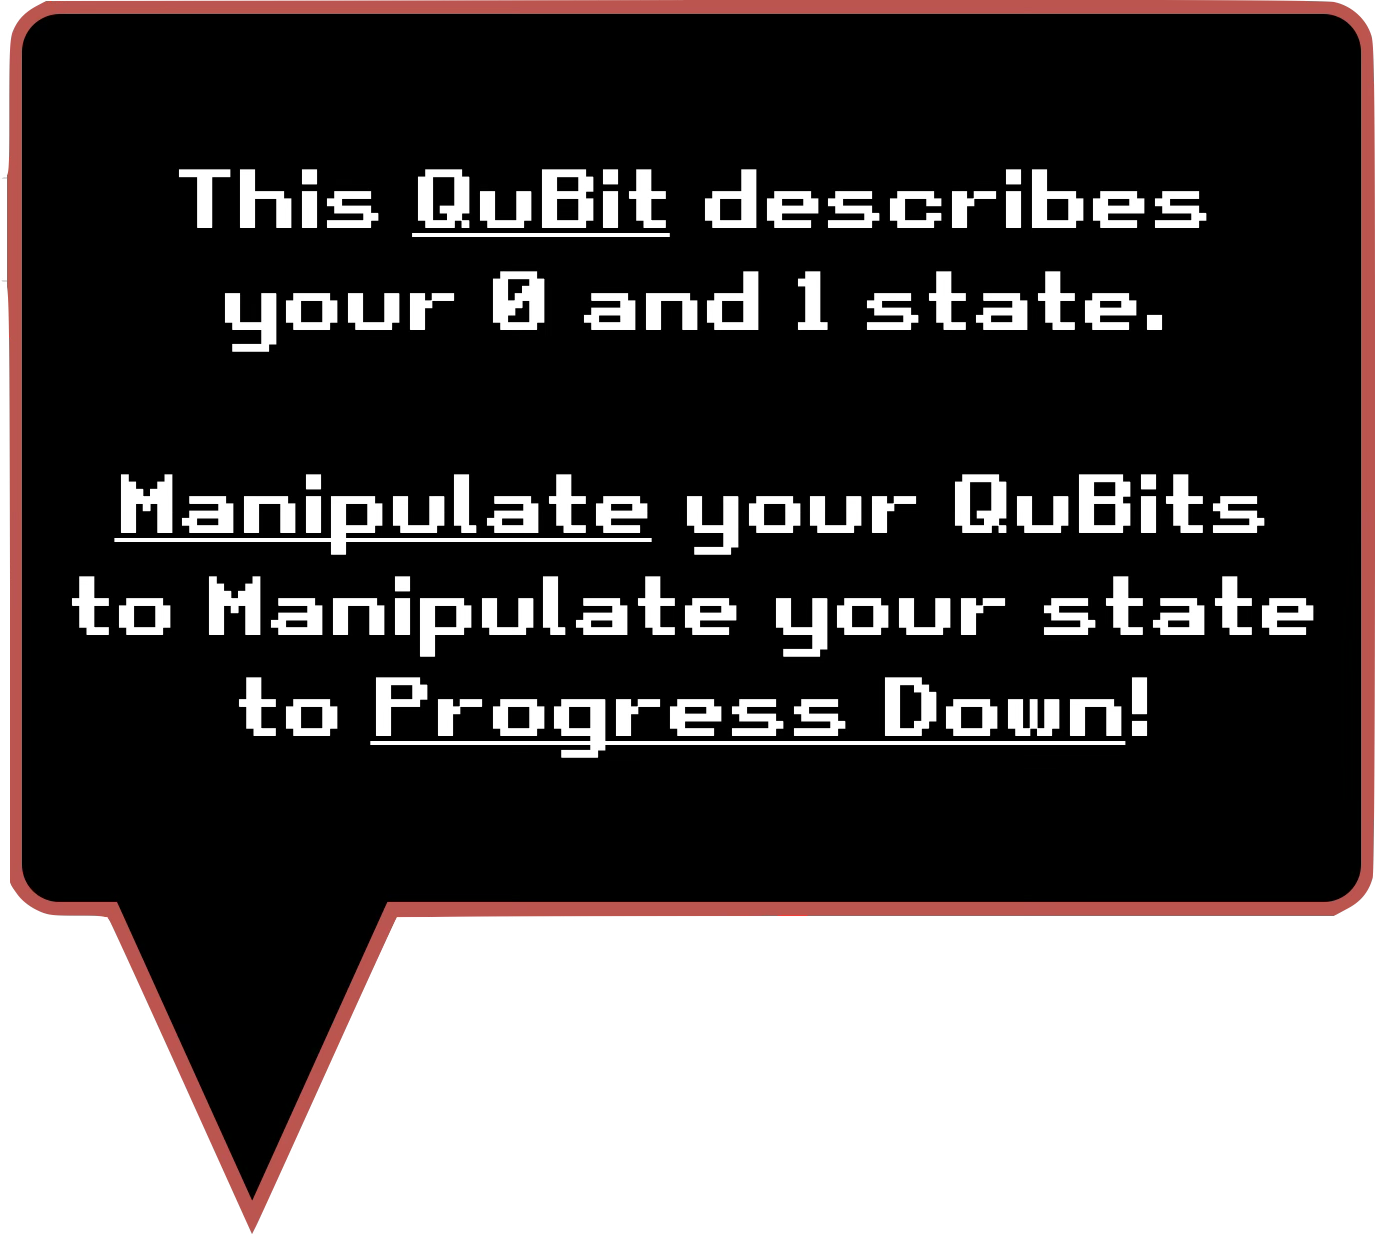 This QuBit describes
your 0 and 1 state.
Manipulate your QuBits
to Manipulate your state
to Progress Down!